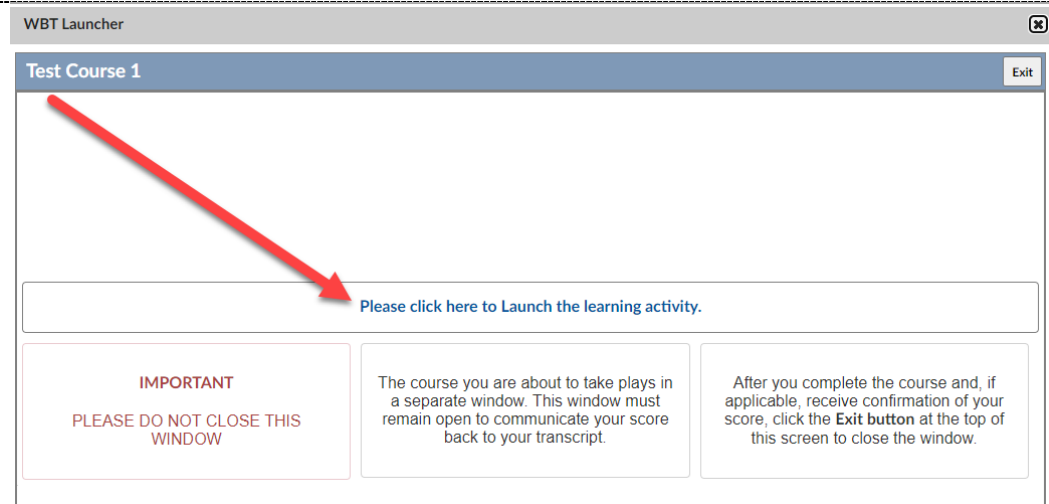 WBT Launcher
Test Course 1
Exit
Please click here to Launch the learning activity.
IMPORTANT
PLEASE DO NOT CLOSE THIS
WINDOW
The course you are about to take plays in
a separate window. This window must
remain open to communicate your score
back to your transcript.
After you complete the course and, if
applicable, receive confirmation of your
score, click the Exit button at the top of
this screen to close the window.